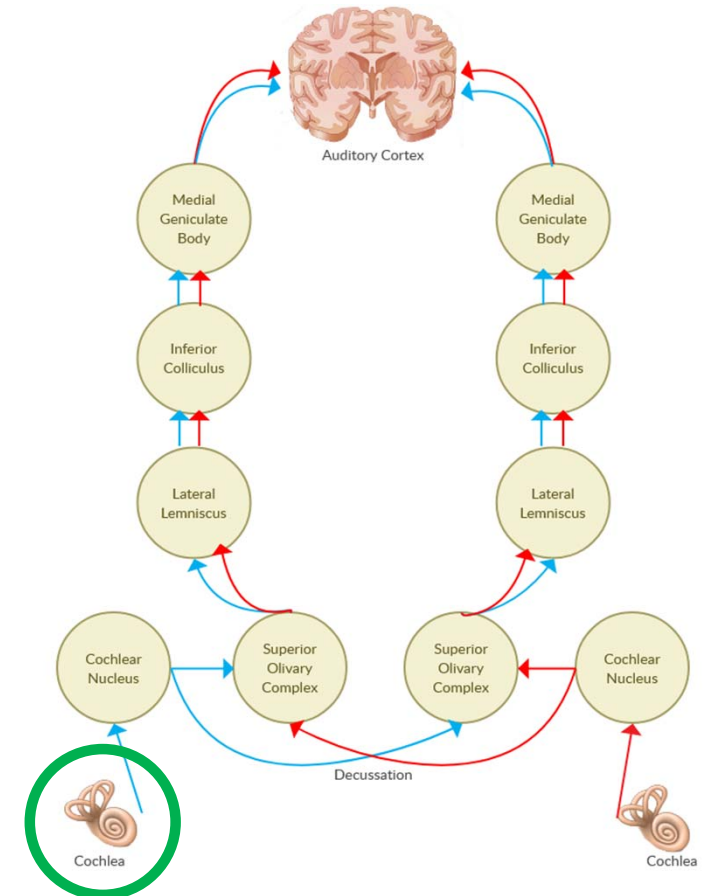 Auditory Cortex
Medial
Geniculate
Body
Medial
Geniculate
Body
Inferior
Colliculus
Inferior
Colliculus
Lateral
Lemniscus
Lateral
Lemniscus
Cochlear
Nucleus
Superior
Olivary
Complex
Superior
Olivary
Complex
Cochlear
Nucleus
Decussation
Cochlea
Cochlea